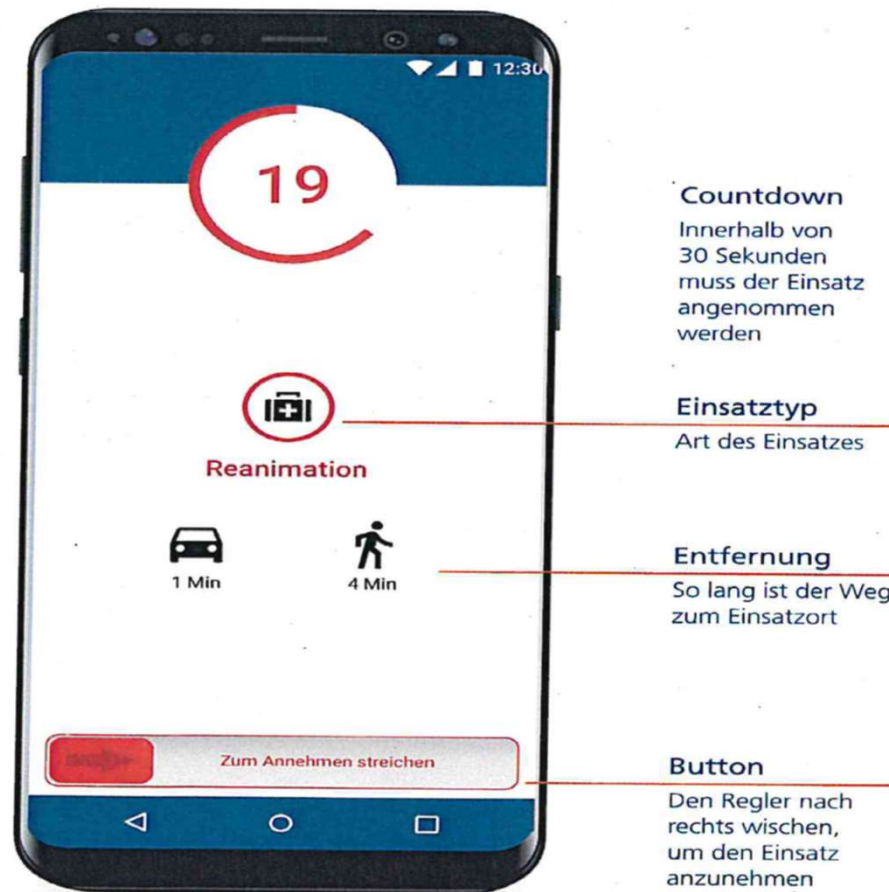 12:30
19
Reanimation
1 Min
4 Min
Zum Annehmen streichen
Countdown
Innerhalb von
30 Sekunden
muss der Einsatz
angenommen
werden
Einsatztyp
Art des Einsatzes
Entfernung
So lang ist der Weg
zum Einsatzort
Button
Den Regler nach
rechts wischen,
um den Einsatz
anzunehmen